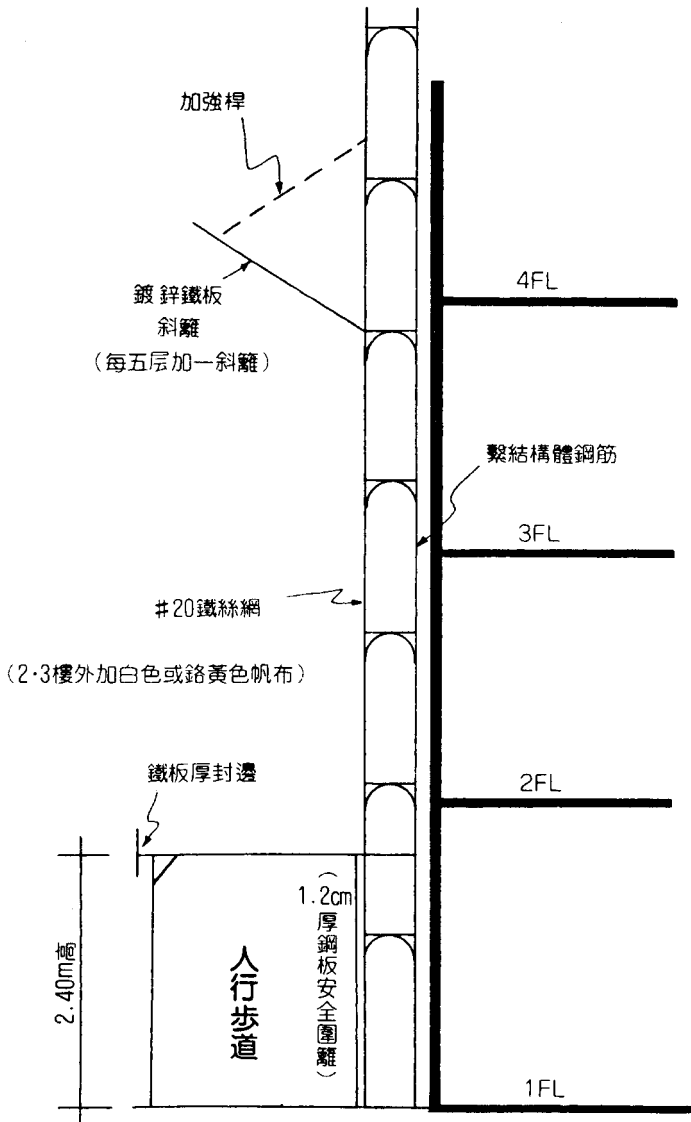 加強桿
4FL
鍍鋅鐵板
斜籬
（每五层加一斜籬）
繫結構體鋼筋
3FL
#20鐵絲網
（2·3樓外加白色或鉻黃色帆布）
鐵板厚封邊
2FL
2.40m高
人行步道
（1.2cm厚鋼板安全圍籬）
1FL